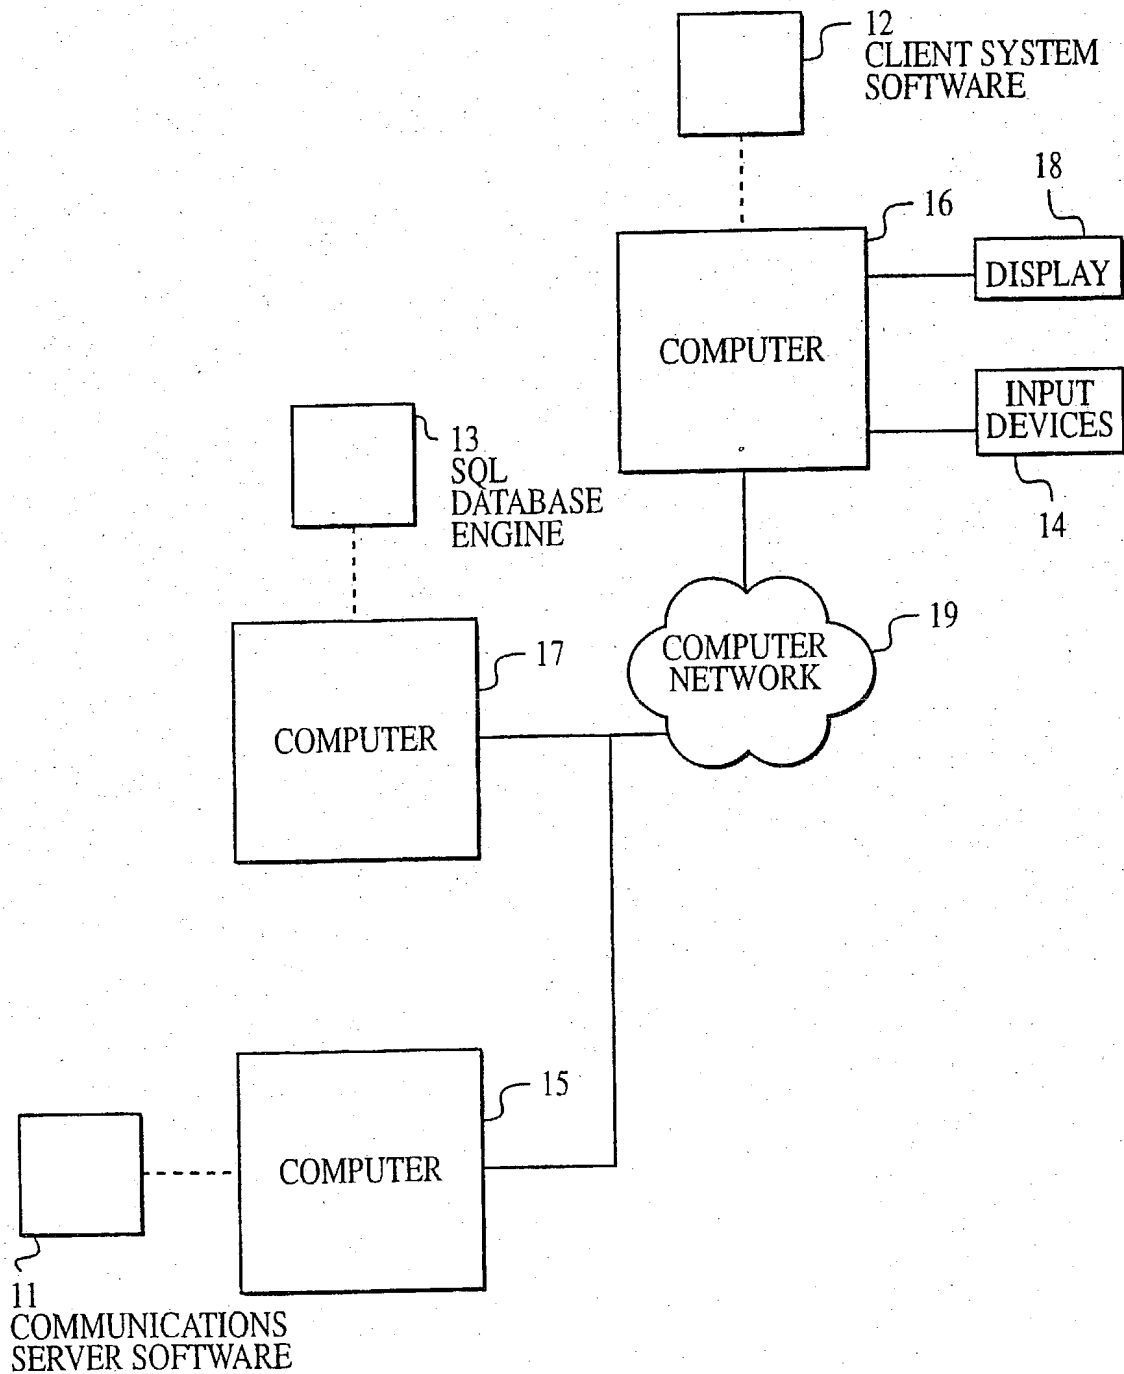 12
CLIENT SYSTEM
SOFTWARE
18
16
DISPLAY
COMPUTER
INPUT
DEVICES
14
13
SQL
DATABASE
ENGINE
19
COMPUTER
NETWORK
17
COMPUTER
15
COMPUTER
11
COMMUNICATIONS
SERVER SOFTWARE